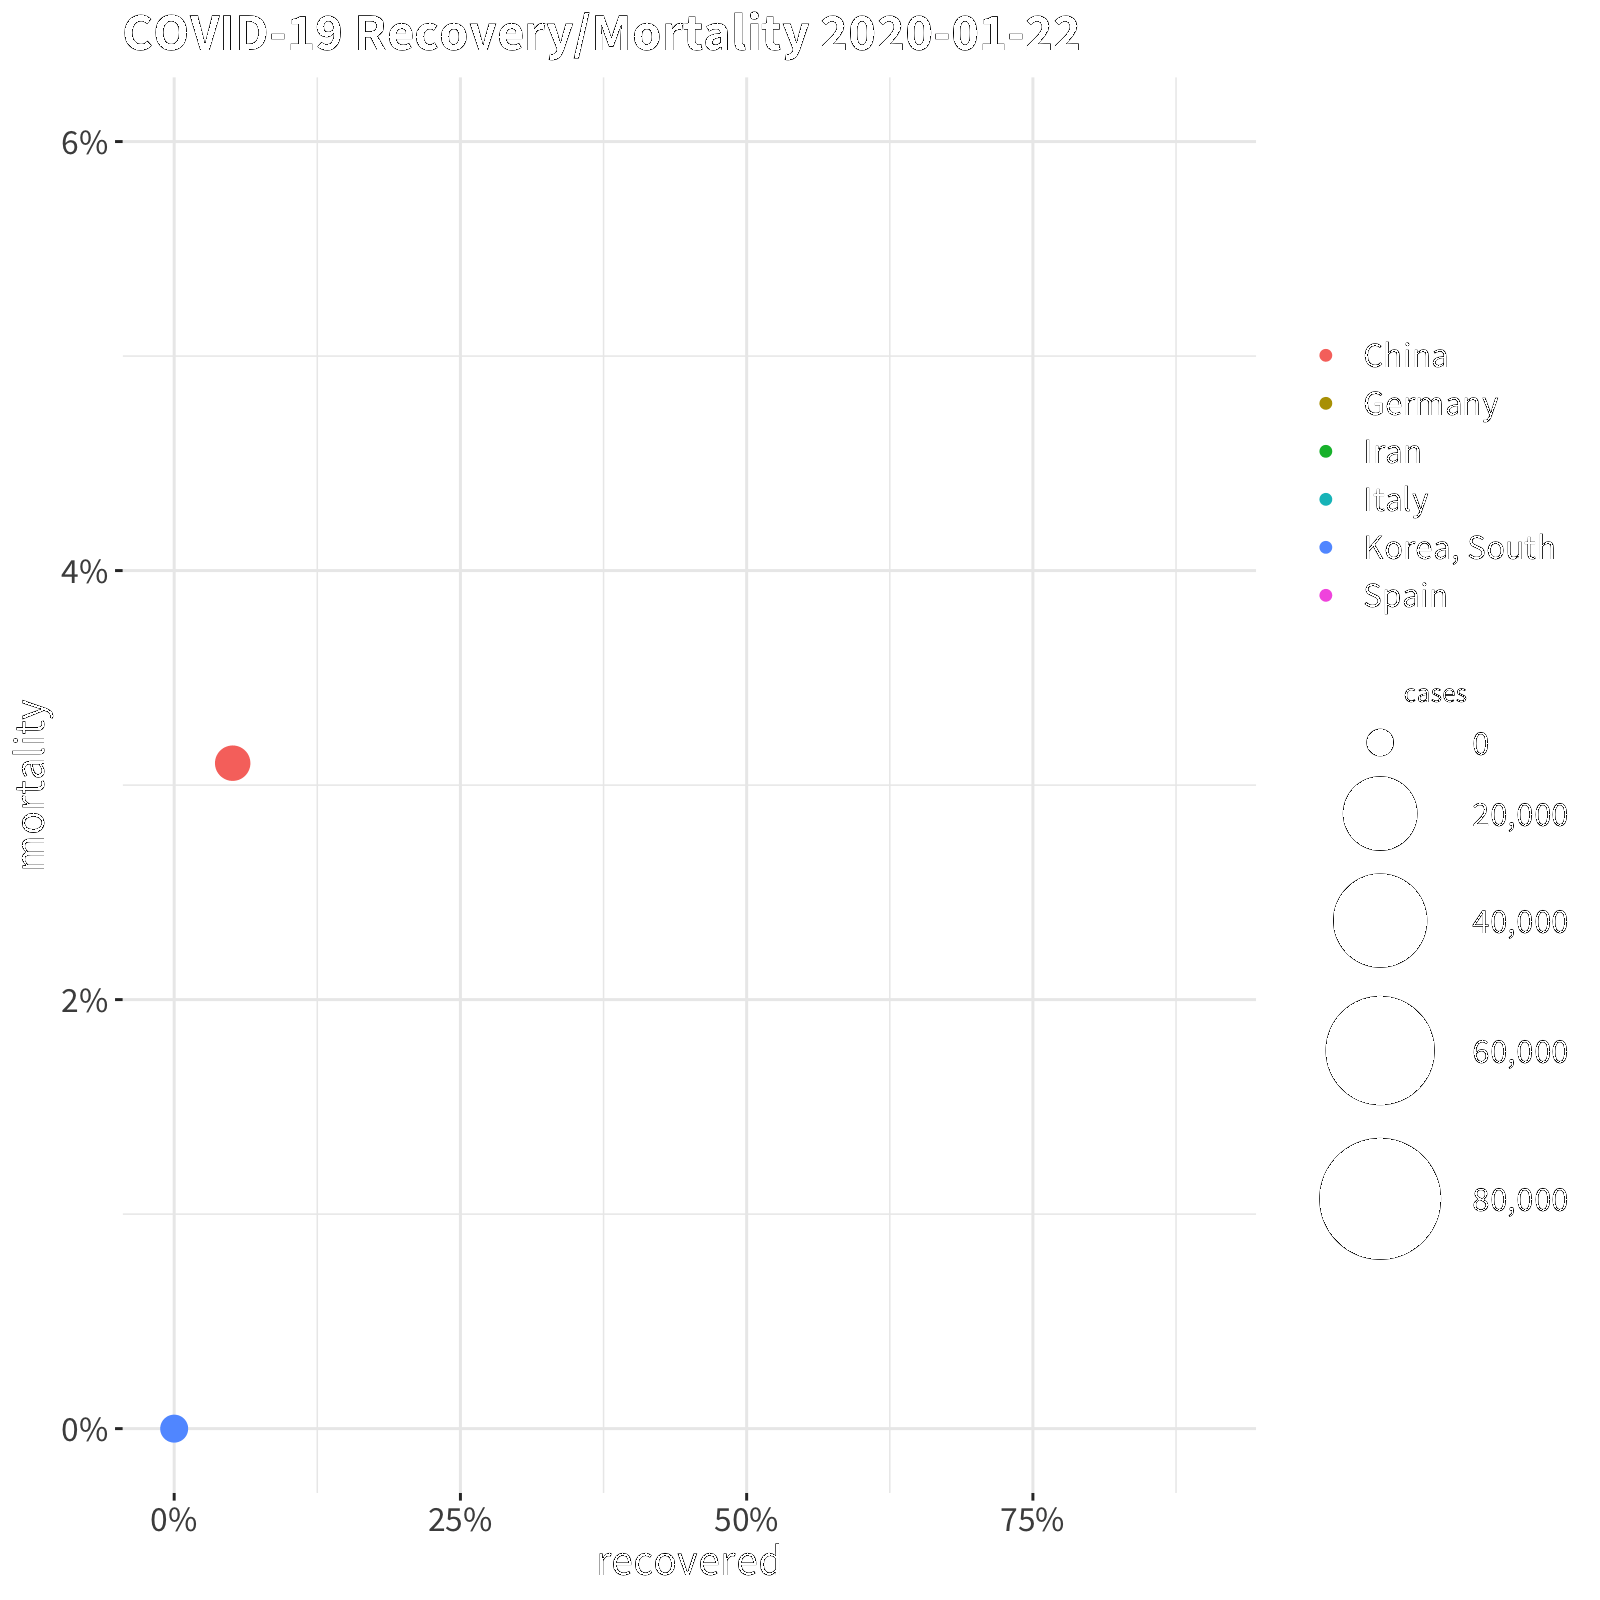 COVID-19 Recovery/Mortality 2020-01-22
6%
4%
2%
0%
mortality
0% 25% 50% 75%
recovered
China
Germany
Iran
Italy
Korea, South
Spain
cases
0
20,000
40,000
60,000
80,000